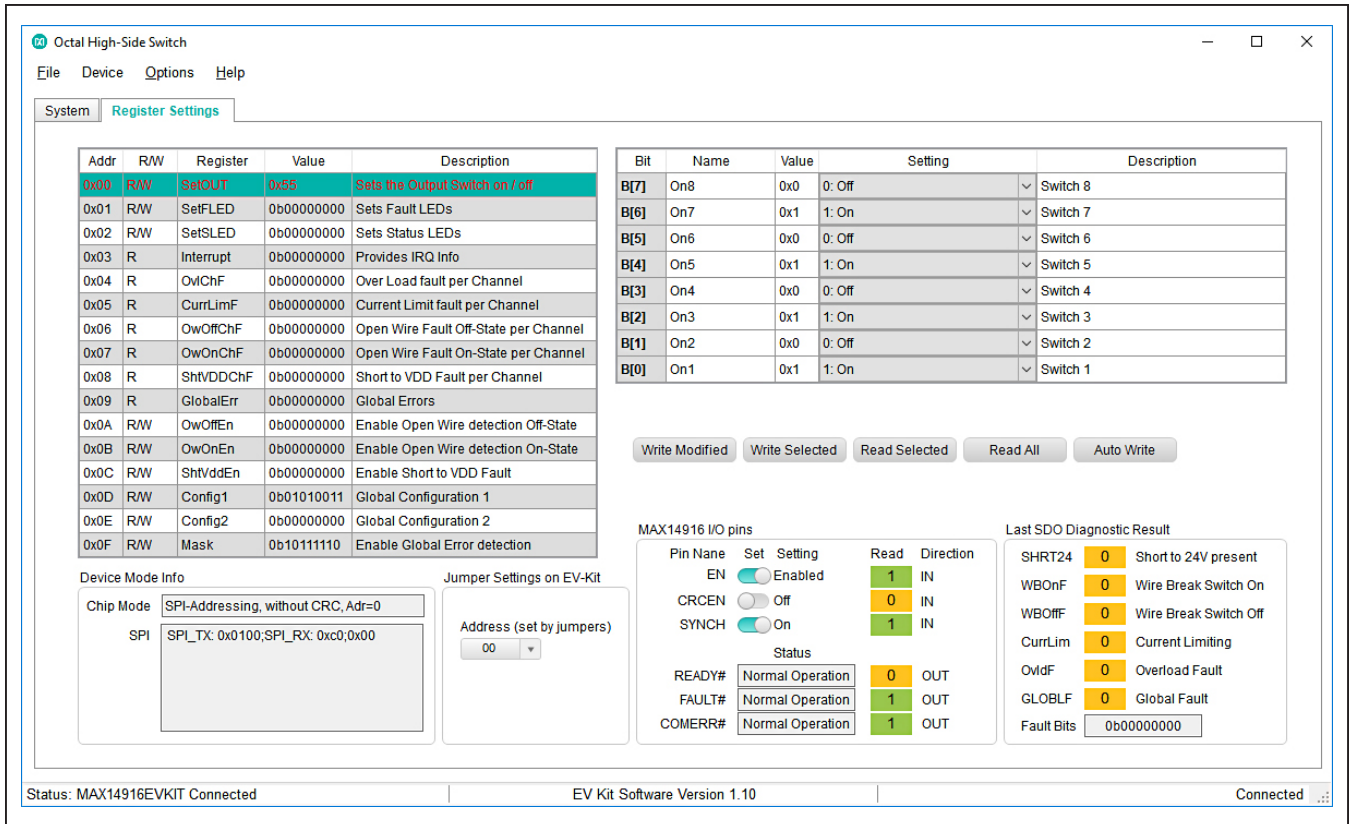 Octal High-Side Switch
File Device Options Help
System Register Settings
Addr R/W Register Value Description
0x00 R/W SetOUT 0x55 Sets the Output Switch on / off
0x01 R/W SetFLED 0b00000000 Sets Fault LEDs
0x02 R/W SetSLED 0b00000000 Sets Status LEDs
0x03 R Interrupt 0b00000000 Provides IRQ Info
0x04 R OvlChF 0b00000000 Over Load fault per Channel
0x05 R CurrLimF 0b00000000 Current Limit fault per Channel
0x06 R OwOffChF 0b00000000 Open Wire Fault Off-State per Channel
0x07 R OwOnChF 0b00000000 Open Wire Fault On-State per Channel
0x08 R ShtVDDChF 0b00000000 Short to VDD Fault per Channel
0x09 R GlobalErr 0b00000000 Global Errors
0x0A R/W OwOffEn 0b00000000 Enable Open Wire detection Off-State
0x0B R/W OwOnEn 0b00000000 Enable Open Wire detection On-State
0x0C R/W ShtVddEn 0b00000000 Enable Short to VDD Fault
0x0D R/W Config1 0b01010011 Global Configuration 1
0x0E R/W Config2 0b00000000 Global Configuration 2
0x0F R/W Mask 0b10111110 Enable Global Error detection
Bit Name Value Setting Description
B[7] On8 0x0 0: Off Switch 8
B[6] On7 0x1 1: On Switch 7
B[5] On6 0x0 0: Off Switch 6
B[4] On5 0x1 1: On Switch 5
B[3] On4 0x0 0: Off Switch 4
B[2] On3 0x1 1: On Switch 3
B[1] On2 0x0 0: Off Switch 2
B[0] On1 0x1 1: On Switch 1
Write Modified Write Selected Read Selected Read All Auto Write
Device Mode Info
Chip Mode SPI-Addressing, without CRC, Adr=0
SPI SPI_TX: 0x0100;SPI_RX: 0xc0;0x00
Jumper Settings on EV-Kit
Address (set by jumpers)
00
MAX14916 I/O pins
Pin Nane Set Setting Read Direction
EN Enabled 1 IN
CRCEN Off 0 IN
SYNCH On 1 IN
Status
READY# Normal Operation 0 OUT
FAULT# Normal Operation 1 OUT
COMERR# Normal Operation 1 OUT
Last SDO Diagnostic Result
SHRT24 0 Short to 24V present
WBOnF 0 Wire Break Switch On
WBOffF 0 Wire Break Switch Off
CurrLim 0 Current Limiting
OvldF 0 Overload Fault
GLOBLF 0 Global Fault
Fault Bits 0b00000000
Status: MAX14916EVKIT Connected EV Kit Software Version 1.10 Connected